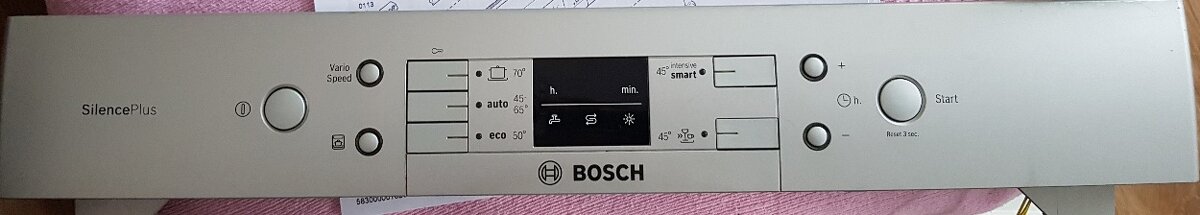 0113
SilencePlus
Vario
Speed
70°
auto 45-
65°
eco 50°
h. min.
45° intensive
smart
45°
+
h.
−
Start
Reset 3 sec.
BOSCH